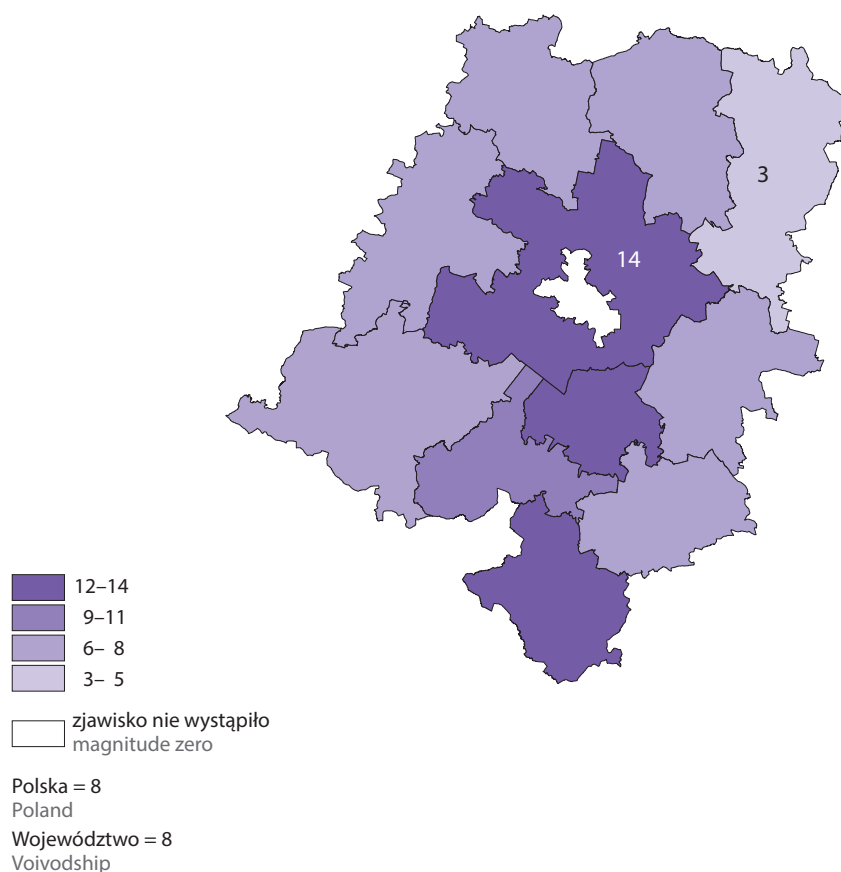 3
14
12–14
9–11
6– 8
3– 5
zjawisko nie wystąpiło
magnitude zero
Polska = 8
Poland
Województwo = 8
Voivodship